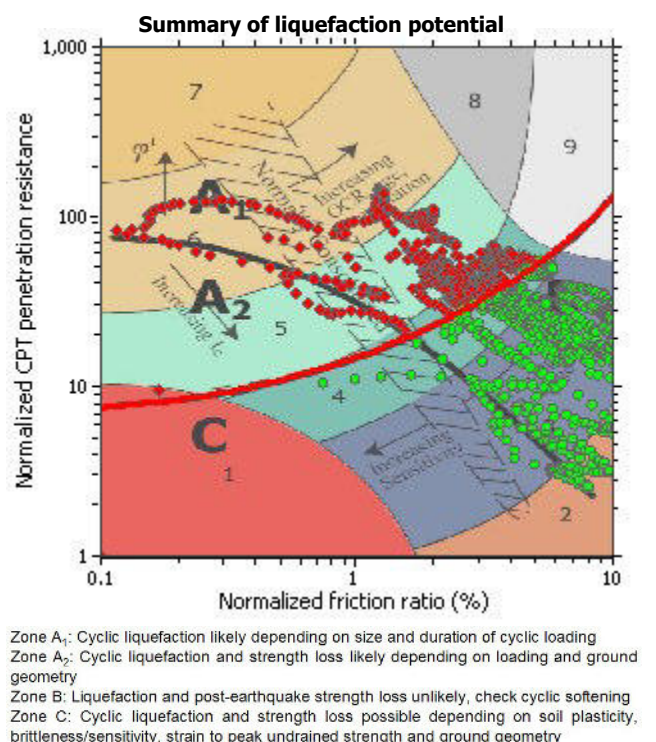 Summary of liquefaction potential
1,000
100
10
1
Normalized CPT penetration resistance
7
8
9
φ'
Increasing
OCR
A1
6
A2
Increasing Ic
5
4
C
1
Increasing
Sensitivity
2
0.1
1
10
Normalized friction ratio (%)
Zone A1: Cyclic liquefaction likely depending on size and duration of cyclic loading
Zone A2: Cyclic liquefaction and strength loss likely depending on loading and ground
geometry
Zone B: Liquefaction and post-earthquake strength loss unlikely, check cyclic softening
Zone C: Cyclic liquefaction and strength loss possible depending on soil plasticity,
brittleness/sensitivity, strain to peak undrained strength and ground geometry